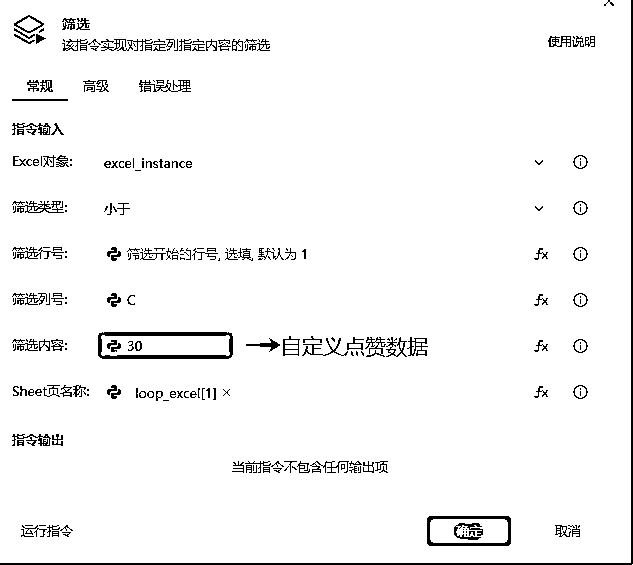 筛选
该指令实现对指定列指定内容的筛选
使用说明
常规 高级 错误处理
指令输入
Excel对象: excel_instance
筛选类型: 小于
筛选行号: 筛选开始的行号, 选填, 默认为 1 fx
筛选列号: C fx
筛选内容: 30 自定义点赞数据 fx
Sheet页名称: loop_excel[1] × fx
指令输出
当前指令不包含任何输出项
运行指令 确定 取消